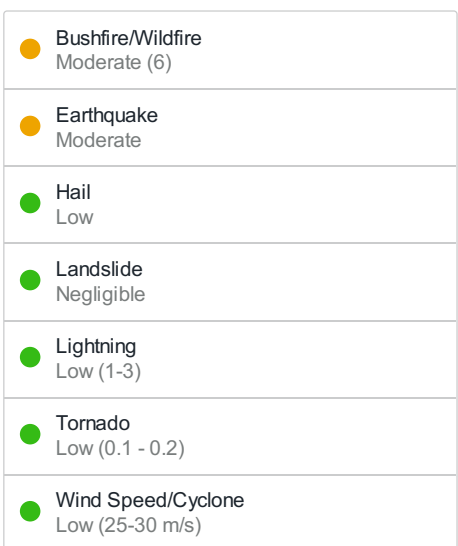 Bushfire/Wildfire
Moderate (6)
Earthquake
Moderate
Hail
Low
Landslide
Negligible
Lightning
Low (1-3)
Tornado
Low (0.1 - 0.2)
Wind Speed/Cyclone
Low (25-30 m/s)